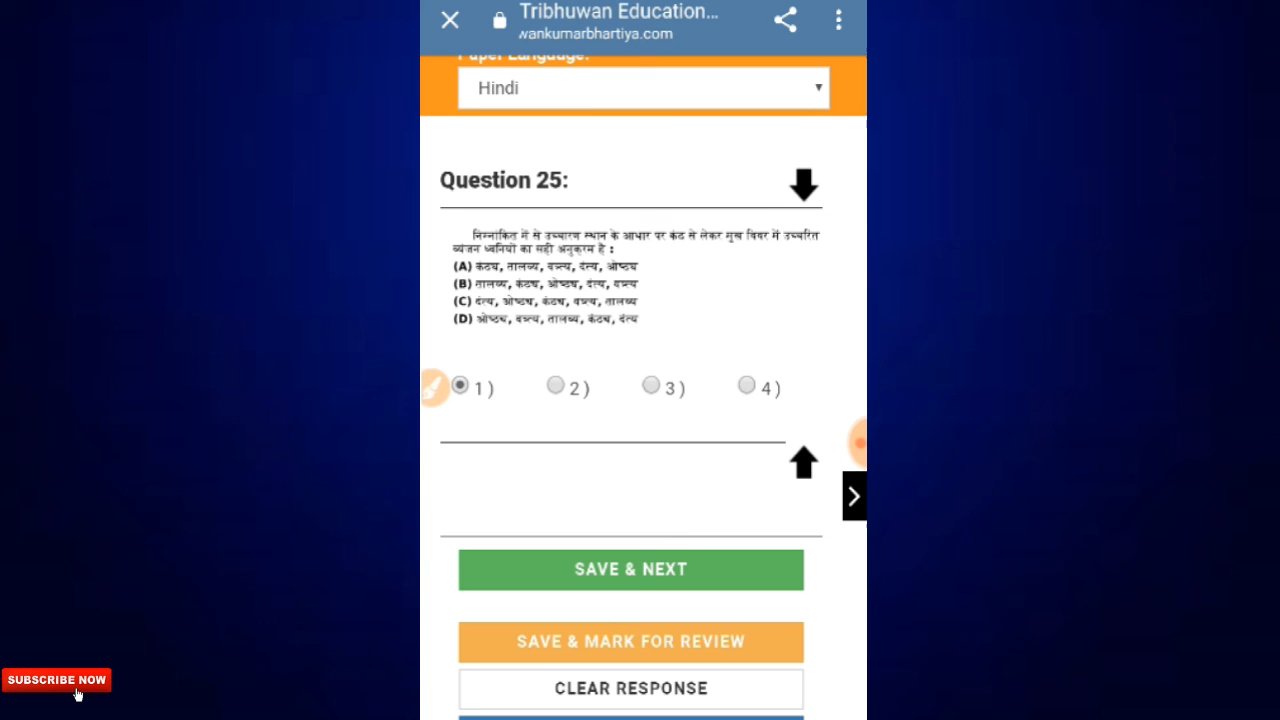 Tribhuwan Education...
wankumarbhartiya.com
Paper Language:
Hindi
Question 25:
निम्नांकित में से उच्चारण स्थान के आधार पर कंठ से लेकर मुख विवर में उच्चरित
व्यंजन ध्वनियों का सही अनुक्रम है :
(A) कंठ्य, तालव्य, वर्त्स्य, दंत्य, ओष्ठ्य
(B) तालव्य, कंठ्य, ओष्ठ्य, दंत्य, वर्त्स्य
(C) दंत्य, ओष्ठ्य, कंठ्य, वर्त्स्य, तालव्य
(D) ओष्ठ्य, वर्त्स्य, तालव्य, कंठ्य, दंत्य
1 ) 2 ) 3 ) 4 )
SAVE & NEXT
SAVE & MARK FOR REVIEW
CLEAR RESPONSE
SUBSCRIBE NOW